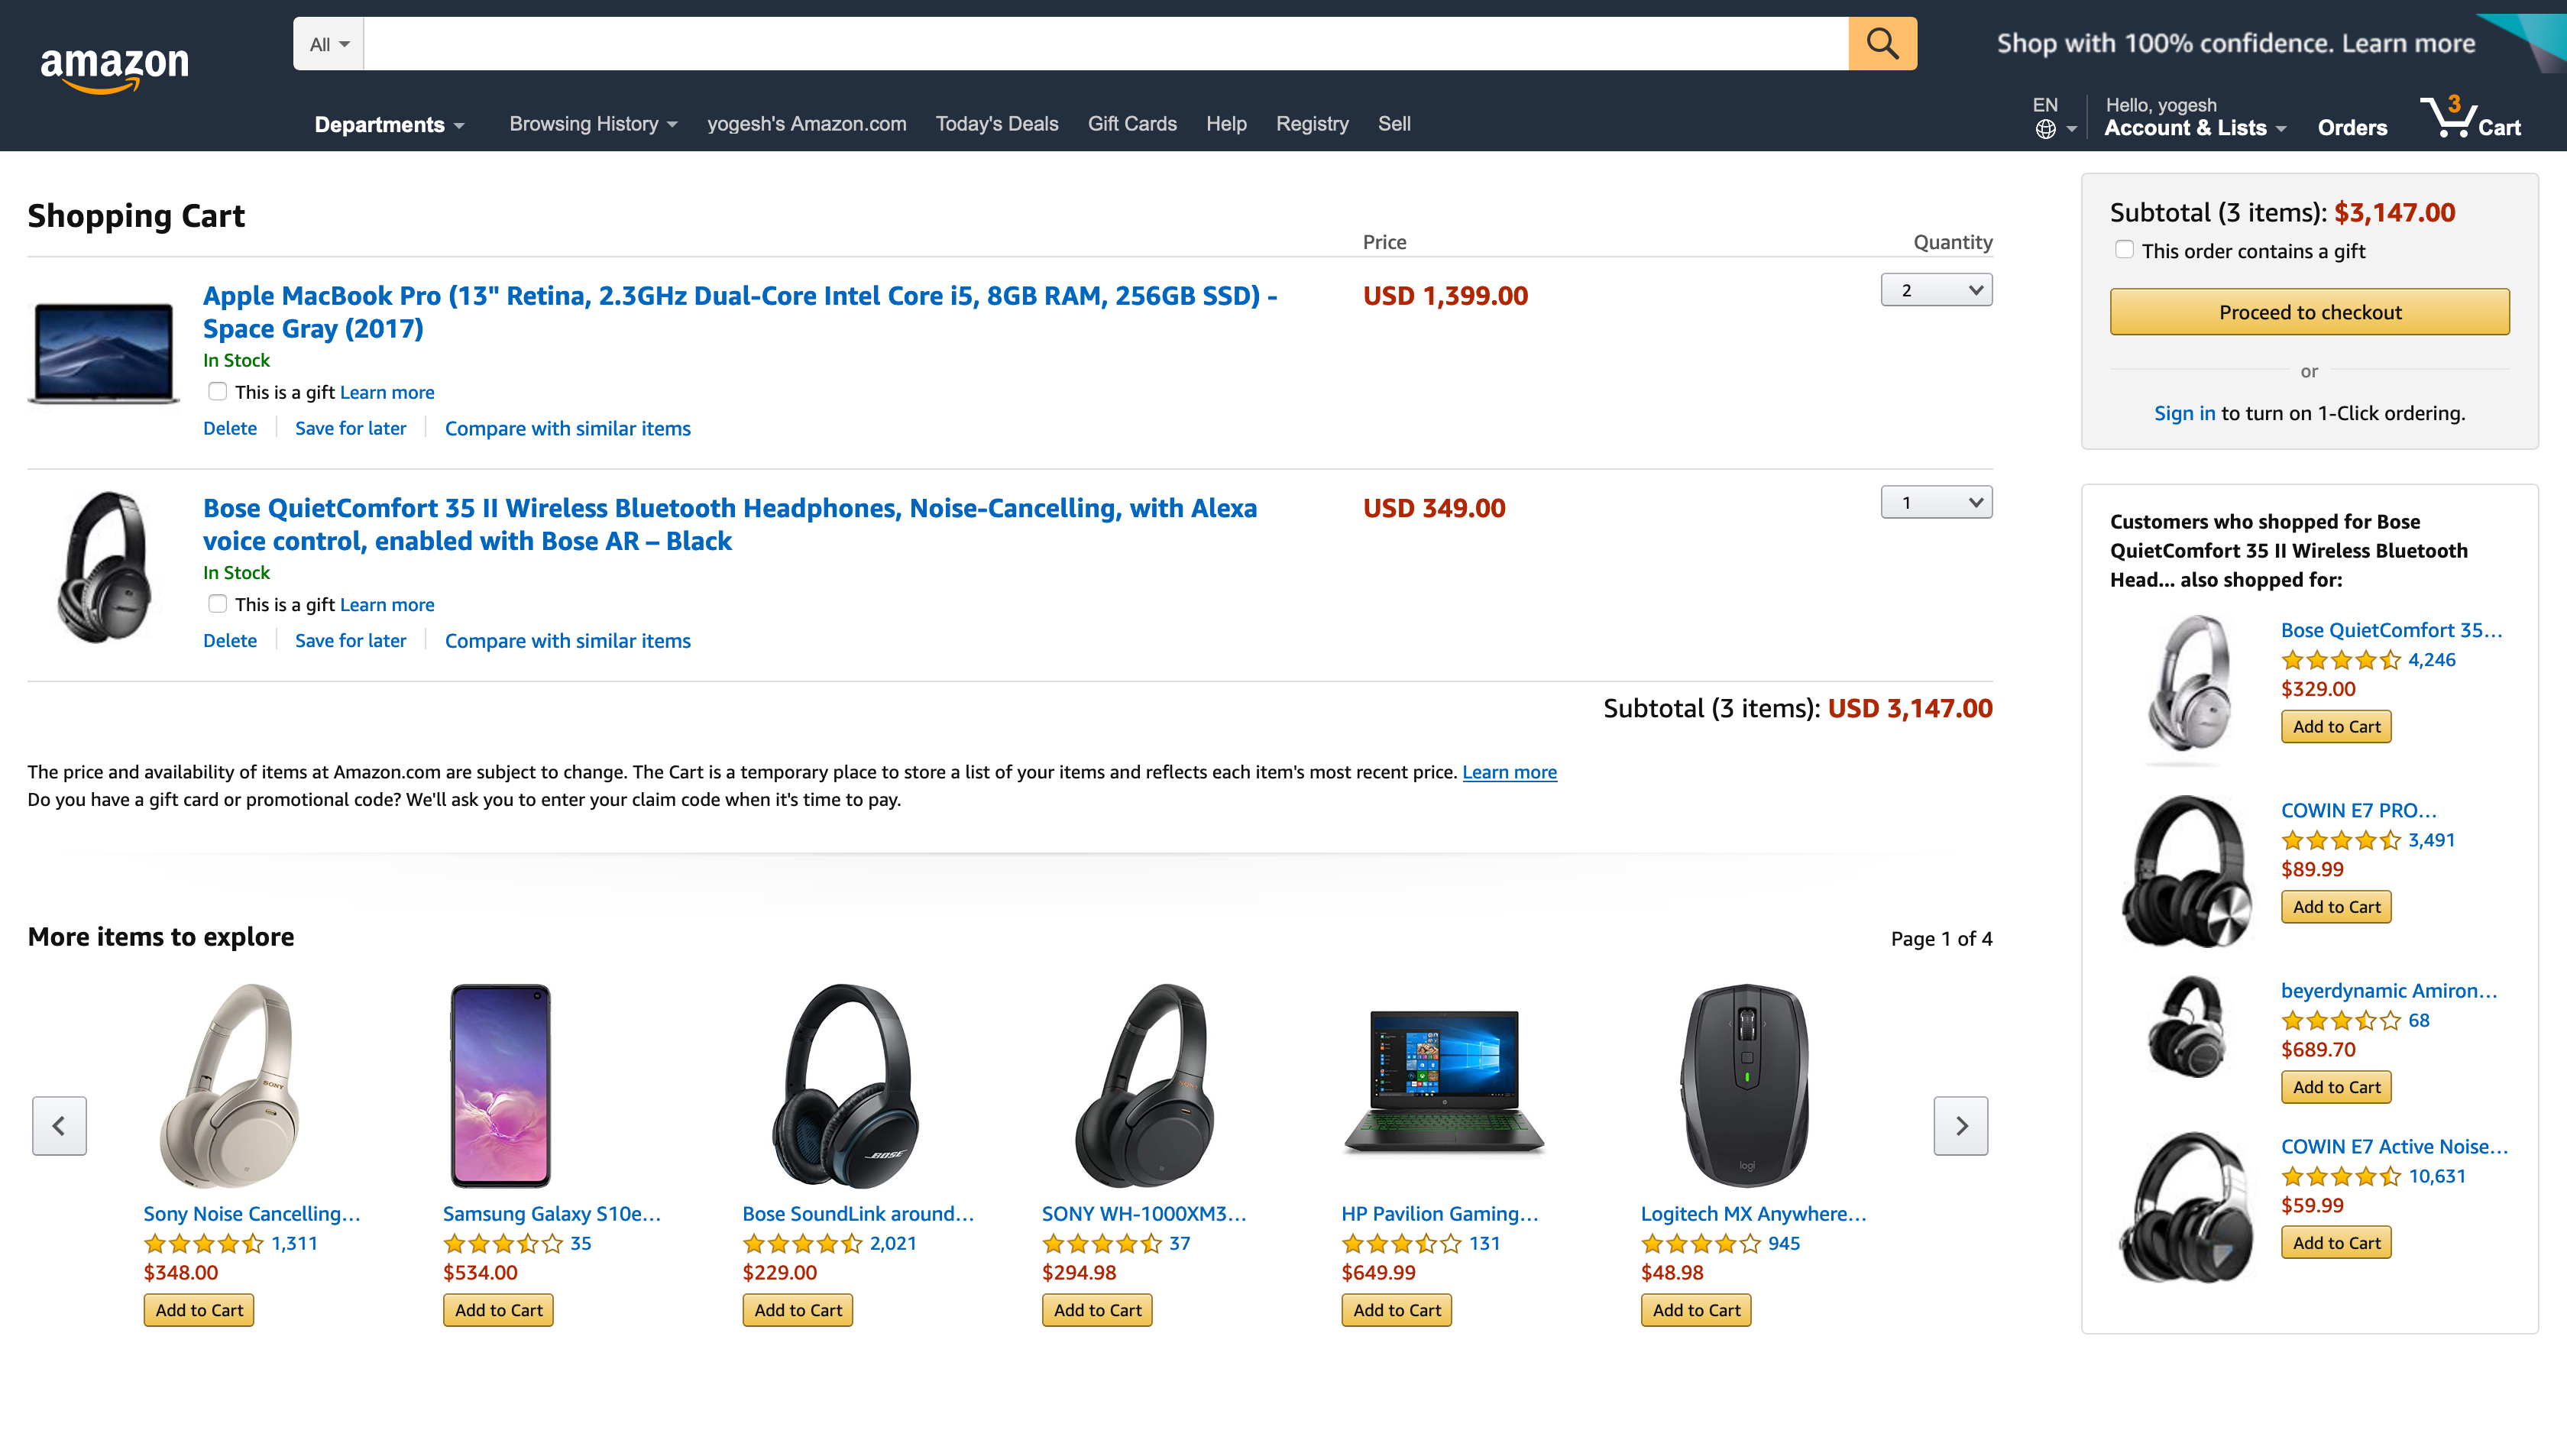 amazon
All
Shop with 100% confidence. Learn more
Departments
Browsing History
yogesh's Amazon.com
Today's Deals
Gift Cards
Help
Registry
Sell
EN
Hello, yogesh
Account & Lists
Orders
3
Cart
Shopping Cart
Price
Quantity
Apple MacBook Pro (13" Retina, 2.3GHz Dual-Core Intel Core i5, 8GB RAM, 256GB SSD) -
Space Gray (2017)
USD 1,399.00
2
In Stock
This is a gift Learn more
Delete
Save for later
Compare with similar items
Bose QuietComfort 35 II Wireless Bluetooth Headphones, Noise-Cancelling, with Alexa
voice control, enabled with Bose AR – Black
USD 349.00
1
In Stock
This is a gift Learn more
Delete
Save for later
Compare with similar items
Subtotal (3 items): USD 3,147.00
The price and availability of items at Amazon.com are subject to change. The Cart is a temporary place to store a list of your items and reflects each item's most recent price. Learn more
Do you have a gift card or promotional code? We'll ask you to enter your claim code when it's time to pay.
More items to explore
Page 1 of 4
SONY
Sony Noise Cancelling...
1,311
$348.00
Add to Cart
Samsung Galaxy S10e...
35
$534.00
Add to Cart
BOSE
Bose SoundLink around...
2,021
$229.00
Add to Cart
SONY
SONY WH-1000XM3...
37
$294.98
Add to Cart
HP Pavilion Gaming...
131
$649.99
Add to Cart
logi
Logitech MX Anywhere...
945
$48.98
Add to Cart
Subtotal (3 items): $3,147.00
This order contains a gift
Proceed to checkout
or
Sign in to turn on 1-Click ordering.
Customers who shopped for Bose
QuietComfort 35 II Wireless Bluetooth
Head... also shopped for:
Bose QuietComfort 35...
4,246
$329.00
Add to Cart
COWIN E7 PRO...
3,491
$89.99
Add to Cart
beyerdynamic Amiron...
68
$689.70
Add to Cart
COWIN E7 Active Noise...
10,631
$59.99
Add to Cart